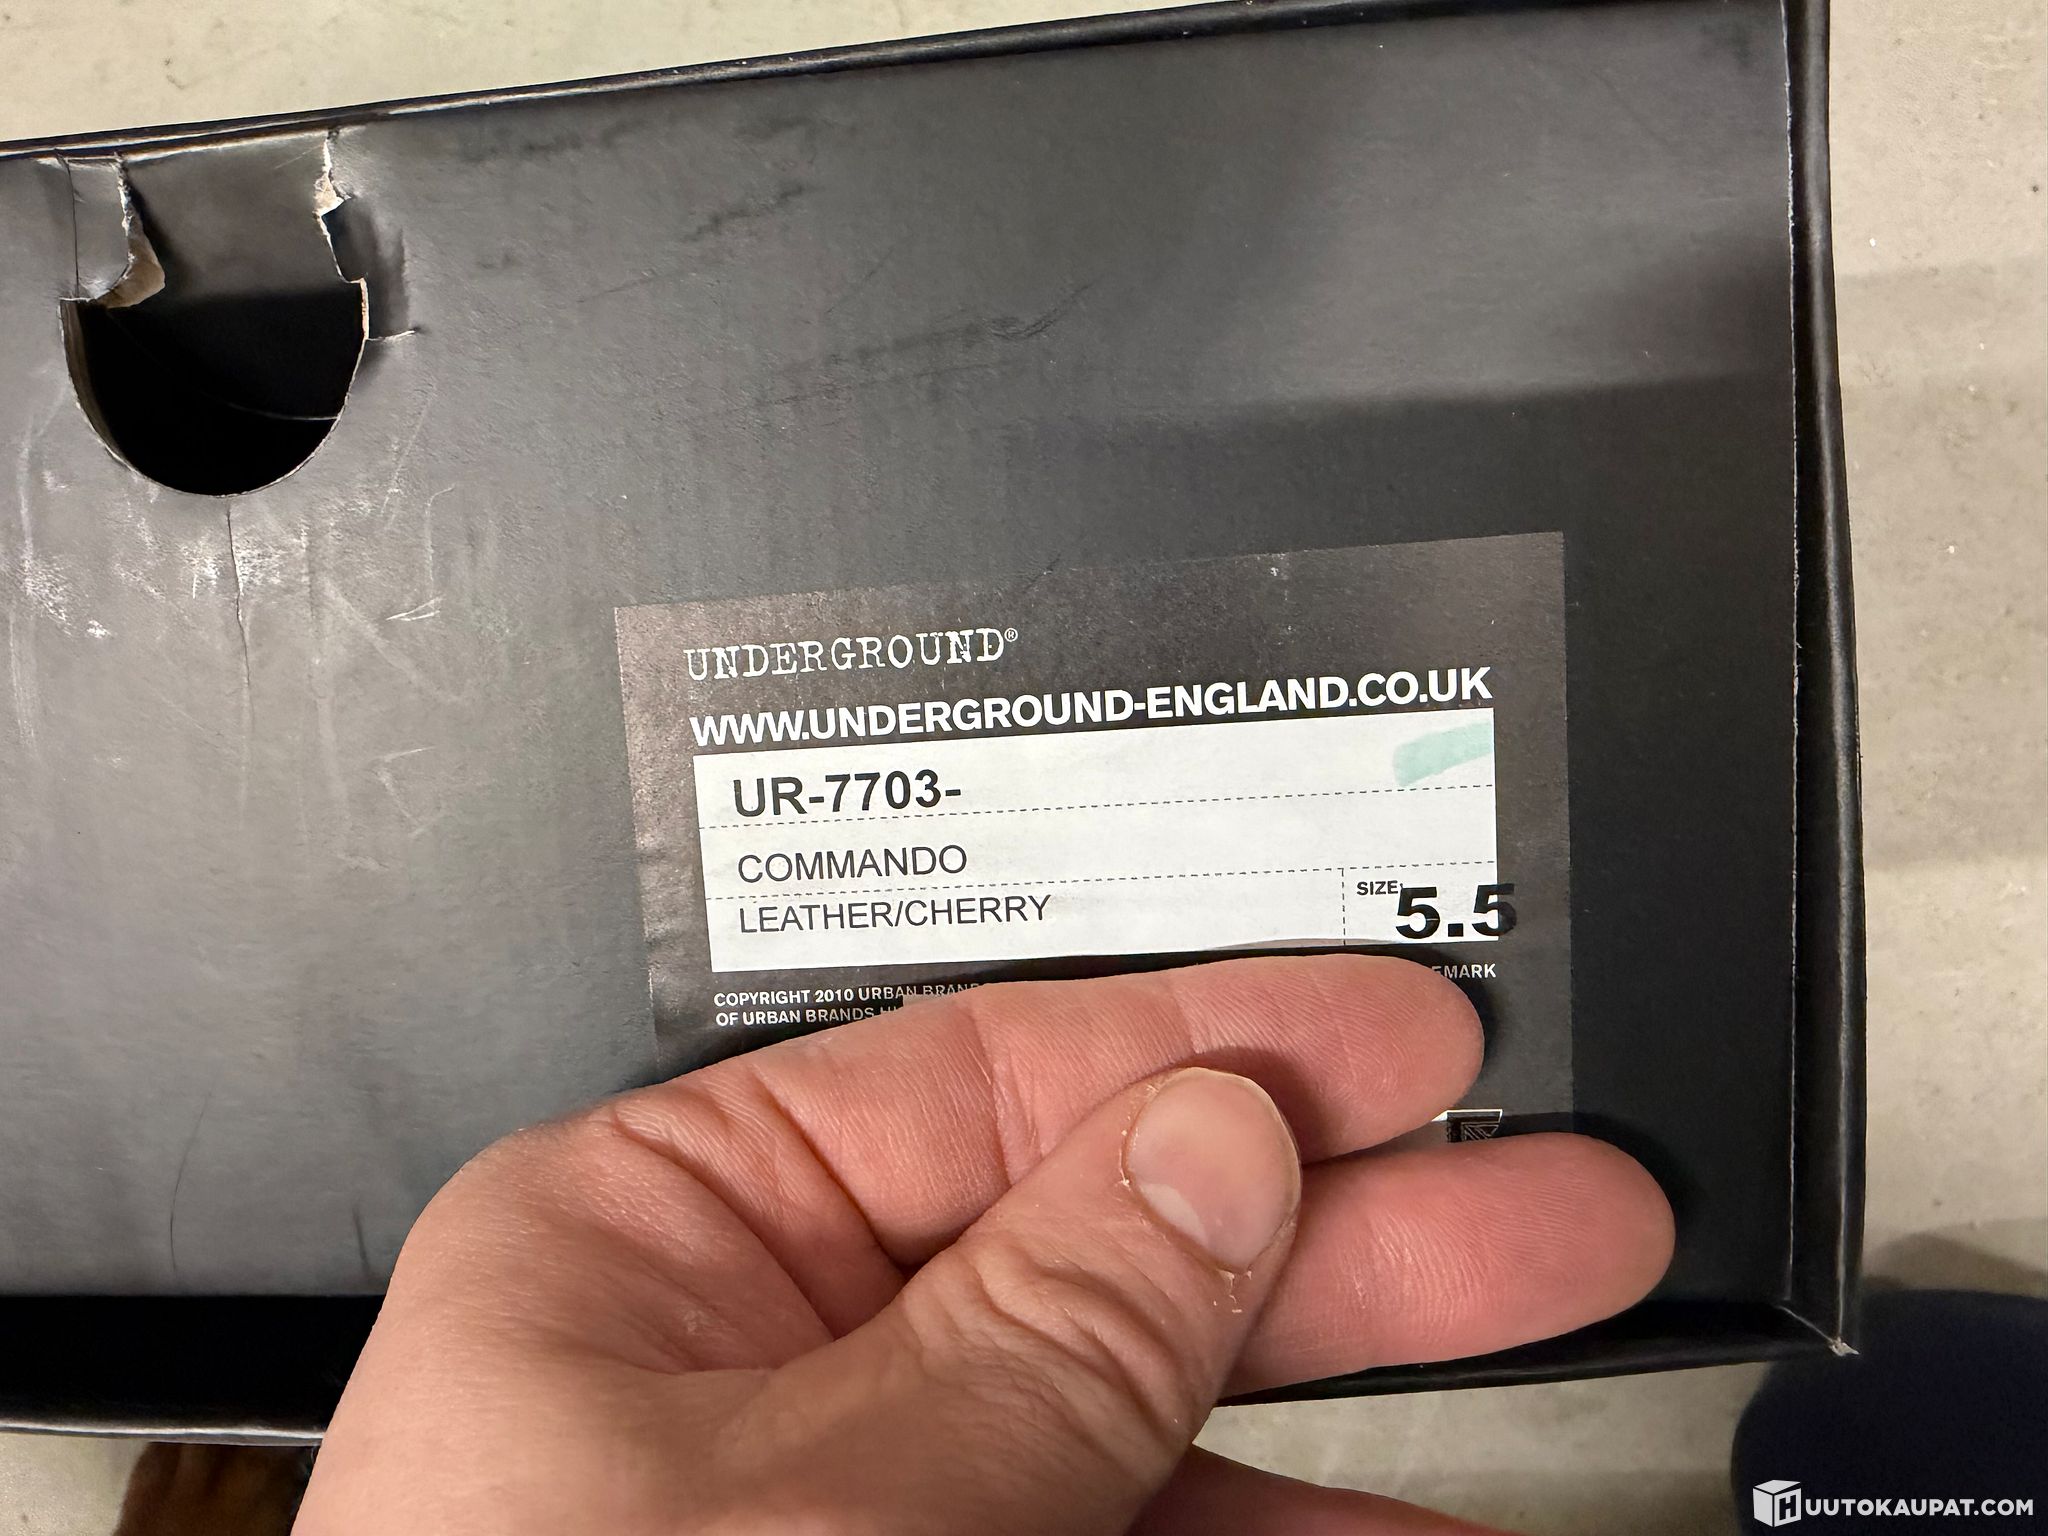 UNDERGROUND®
WWW.UNDERGROUND-ENGLAND.CO.UK
UR-7703-
COMMANDO
LEATHER/CHERRY
SIZE: 5.5
COPYRIGHT 2010 URBAN EMARK
OF URBAN BRANDS
HUUTOKAUPAT.COM